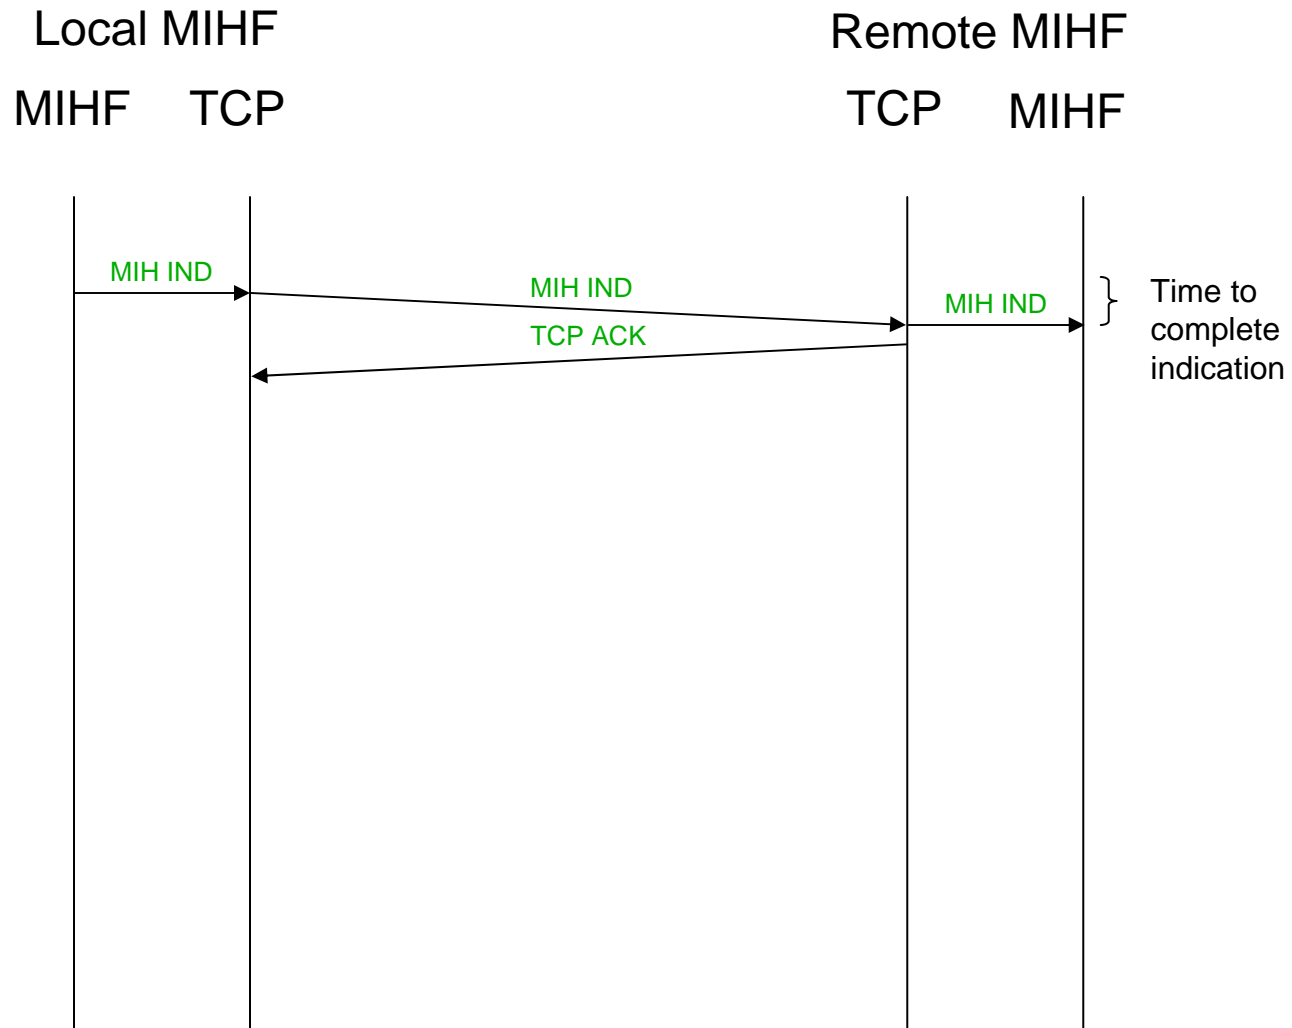 Local MIHF
Remote MIHF
MIHF
TCP
TCP
MIHF
MIH IND
MIH IND
MIH IND
TCP ACK
Time to
complete
indication